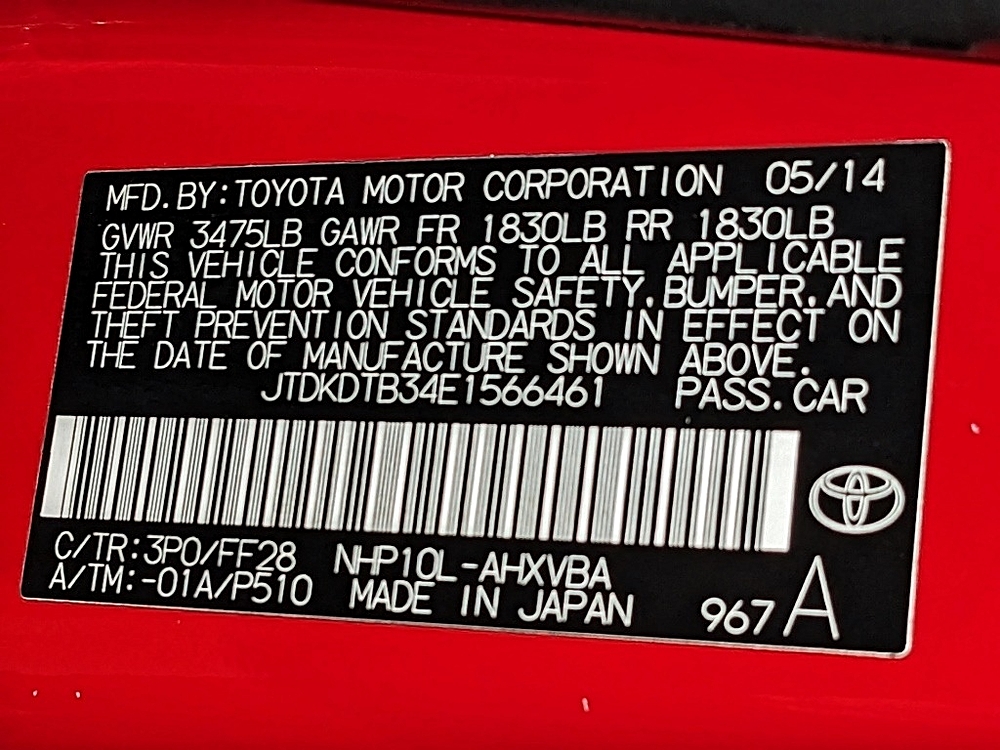 MFD.BY:TOYOTA MOTOR CORPORATION 05/14
GVWR 3475LB GAWR FR 1830LB RR 1830LB
THIS VEHICLE CONFORMS TO ALL APPLICABLE
FEDERAL MOTOR VEHICLE SAFETY,BUMPER,AND
THEFT PREVENTION STANDARDS IN EFFECT ON
THE DATE OF MANUFACTURE SHOWN ABOVE.
JTDKDTB34E1566461 PASS.CAR
C/TR:3P0/FF28 NHP10L-AHXVBA
A/TM:-01A/P510 MADE IN JAPAN 967 A